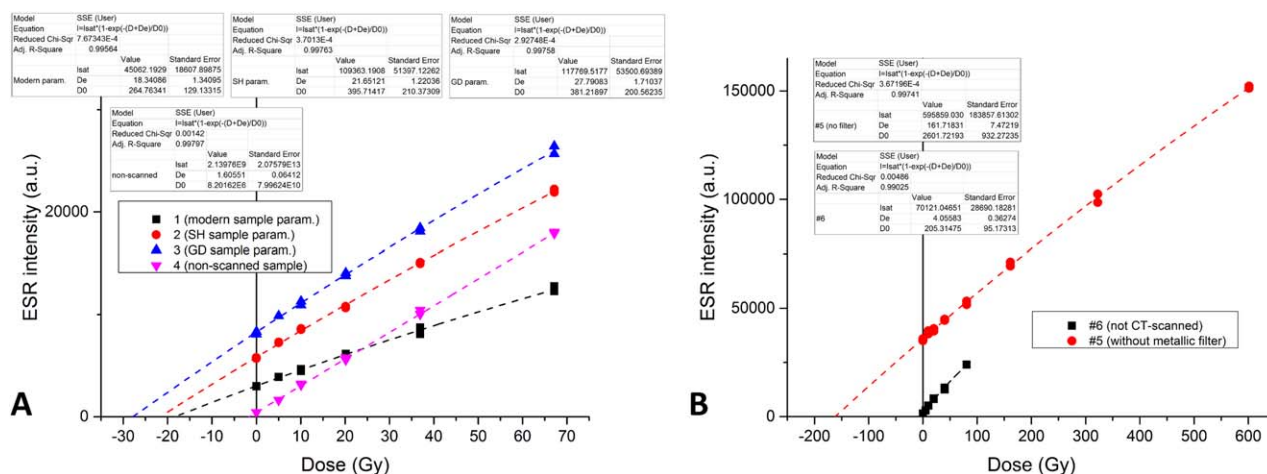 Model SSE (User)
Equation I=Isat*(1-exp(-(D+De)/D0))
Reduced Chi-Sqr 7.67343E-4
Adj. R-Square 0.99564
Value Standard Error
Isat 45062.1929 18607.89875
Modern param. De 18.34086 1.34095
D0 264.76341 129.13315
Model SSE (User)
Equation I=Isat*(1-exp(-(D+De)/D0))
Reduced Chi-Sqr 3.7013E-4
Adj. R-Square 0.99763
Value Standard Error
Isat 109363.1908 51397.12262
SH param. De 21.65121 1.22036
D0 395.71417 210.37309
Model SSE (User)
Equation I=Isat*(1-exp(-(D+De)/D0))
Reduced Chi-Sqr 2.92748E-4
Adj. R-Square 0.99758
Value Standard Error
Isat 117769.5177 53500.69389
GD param. De 27.79083 1.71037
D0 381.21897 200.56235
Model SSE (User)
Equation I=Isat*(1-exp(-(D+De)/D0))
Reduced Chi-Sqr 0.00142
Adj. R-Square 0.99797
Value Standard Error
Isat 2.13976E9 2.07579E13
non-scanned De 1.60551 0.06412
D0 8.20162E6 7.99624E10
1 (modern sample param.)
2 (SH sample param.)
3 (GD sample param.)
4 (non-scanned sample)
ESR intensity (a.u.)
20000
0
-30 -20 -10 0 10 20 30 40 50 60 70
Dose (Gy)
A
Model SSE (User)
Equation I=Isat*(1-exp(-(D+De)/D0))
Reduced Chi-Sqr 3.67196E-4
Adj. R-Square 0.99741
Value Standard Error
Isat 595859.030 183857.61302
#5 (no filter) De 161.71831 7.47219
D0 2601.72193 932.27235
Model SSE (User)
Equation I=Isat*(1-exp(-(D+De)/D0))
Reduced Chi-Sqr 0.00486
Adj. R-Square 0.99025
Value Standard Error
Isat 70121.04651 28690.18281
#6 De 4.05583 0.36274
D0 205.31475 95.17313
#6 (not CT-scanned)
#5 (without metallic filter)
ESR intensity (a.u.)
150000
100000
50000
0
-200 -100 0 100 200 300 400 500 600
Dose (Gy)
B